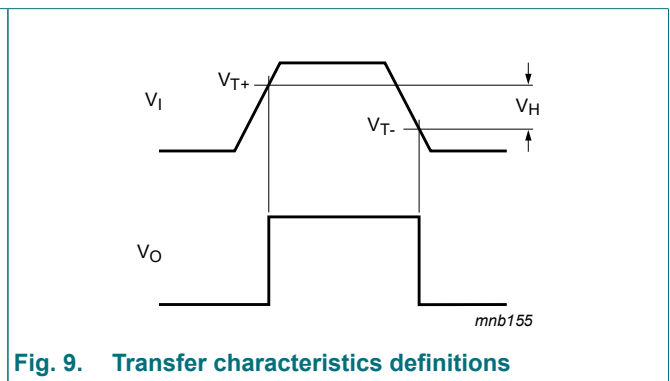 VT+
VI
VH
VT-
VO
mnb155
Fig. 9. Transfer characteristics definitions